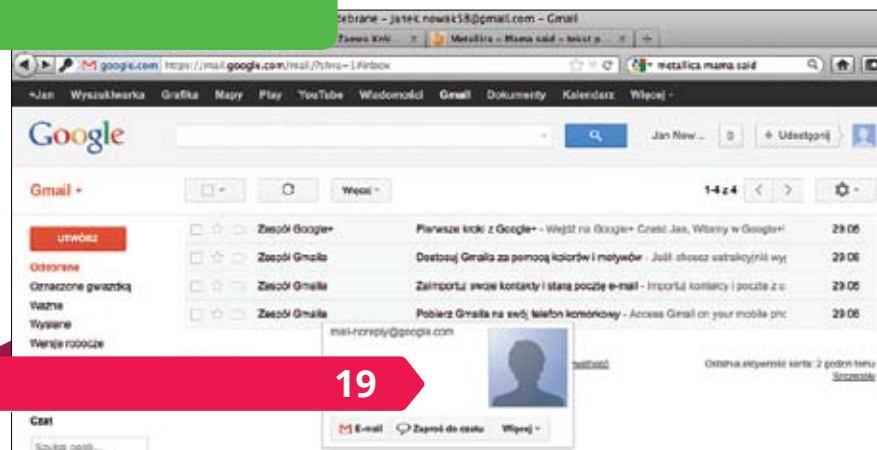 ebrane – janek.nowak58@gmail.com – Gmail
Metallica – Mama said – tekst p...
google.com https://mail.google.com/mail/?shva=1#inbox metallica mama said
+Jan Wyszukiwarka Grafika Mapy Play YouTube Wiadomości Gmail Dokumenty Kalendarz Więcej
Google Jan Now... 0 + Udostępnij
Gmail Więcej 1-4 z 4
UTWÓRZ
Odebrane
Oznaczone gwiazdką
Ważne
Wysłane
Wersje robocze
Zespół Google+ Pierwsze kroki z Google+ - Wejdź na Google+ Cześć Jan, Witamy w Google+! 29.06
Zespół Gmaila Dostosuj Gmaila za pomocą kolorów i motywów - Jeśli chcesz uatrakcyjnić wyg 29.06
Zespół Gmaila Zaimportuj swoje kontakty i starą pocztę e-mail - Importuj kontakty i pocztę z u 29.06
Zespół Gmaila Pobierz Gmaila na swój telefon komórkowy - Access Gmail on your mobile pho 29.06
mail-noreply@google.com
E-mail Zaproś do czatu Więcej
Ostatnia aktywność konta: 2 godzin temu
Szczegóły
19
Czat
Szukaj osób...